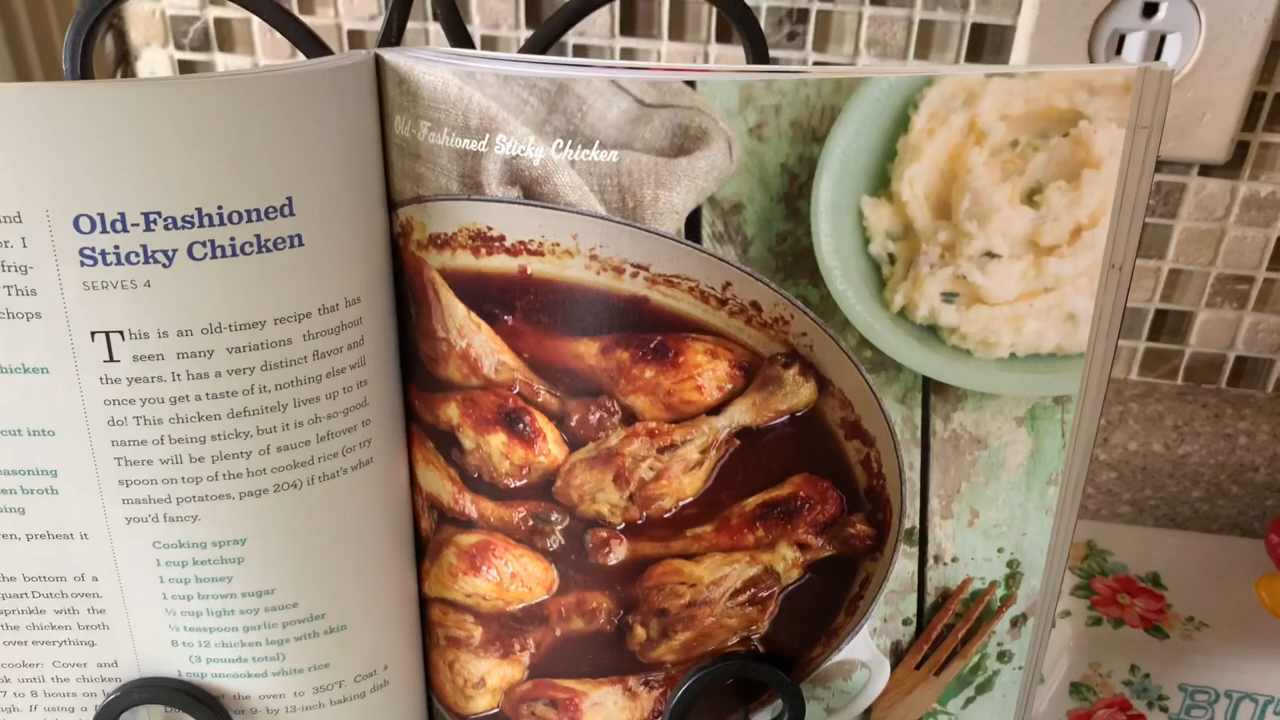 nd
or. I
frig-
This
chops
hicken
cut into
easoning
en broth
sing
ven, preheat it
he bottom of a
quart Dutch oven.
sprinkle with the
the chicken broth
over everything.
cooker: Cover and
ok until the chicken
7 to 8 hours on
igh. If using a
Old-Fashioned
Sticky Chicken
SERVES 4
This is an old-timey recipe that has
seen many variations throughout
the years. It has a very distinct flavor and
once you get a taste of it, nothing else will
do! This chicken definitely lives up to its
name of being sticky, but it is oh-so-good.
There will be plenty of sauce leftover to
spoon on top of the hot cooked rice (or try
mashed potatoes, page 204) if that's what
you'd fancy.
Cooking spray
1 cup ketchup
1 cup honey
1 cup brown sugar
½ cup light soy sauce
teaspoon garlic powder
8 to 12 chicken legs with skin
(3 pounds total)
1 cup uncooked white rice
the oven to 350°F. Coat a
or 9- by 13-inch baking dish
Old-Fashioned Sticky Chicken
BU